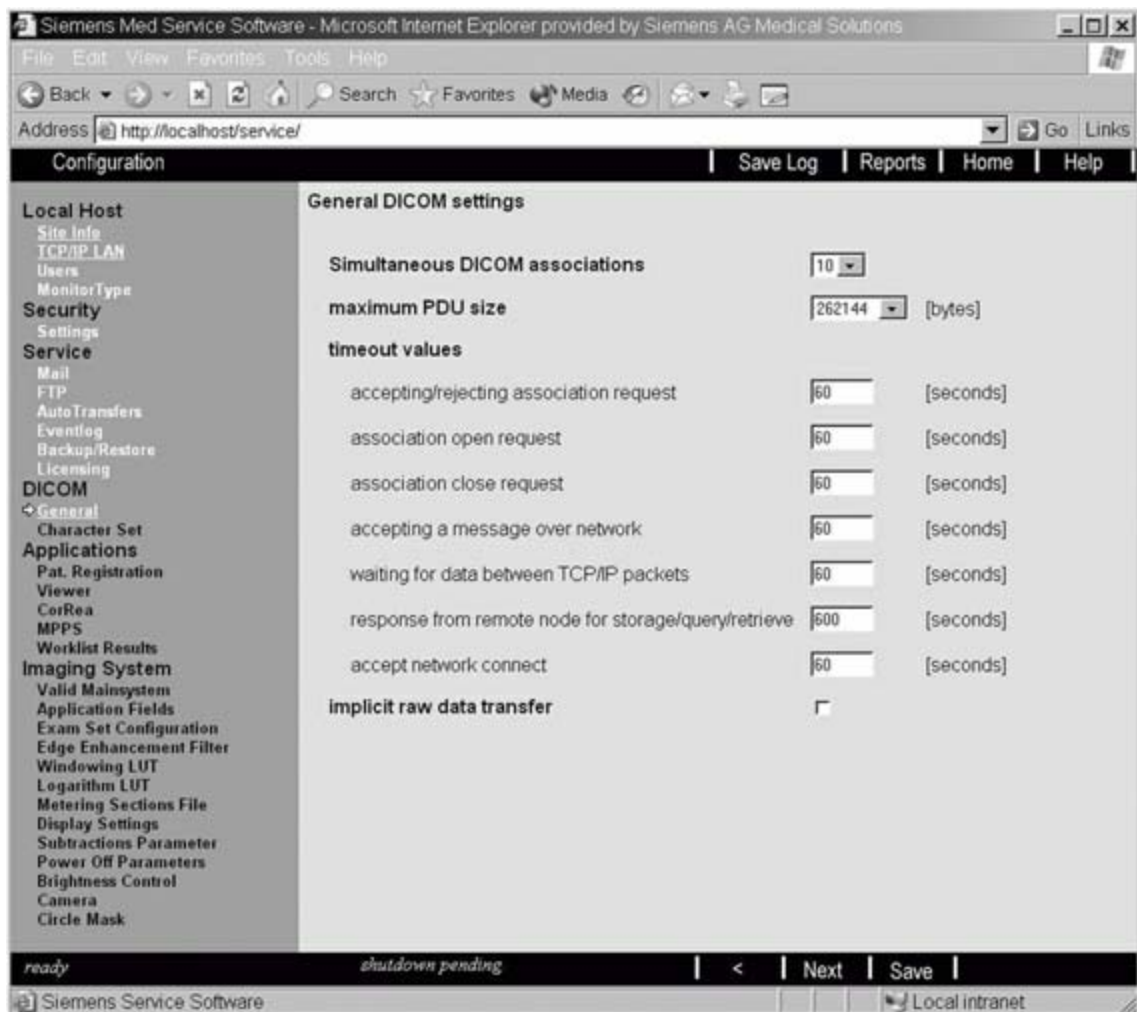 Siemens Med Service Software - Microsoft Internet Explorer provided by Siemens AG Medical Solutions
File Edit View Favorites Tools Help
Back Search Favorites Media
Address http://localhost/service/ Go Links
Configuration Save Log Reports Home Help
Local Host
Site Info
TCP/IP LAN
Users
MonitorType
Security
Settings
Service
Mail
FTP
AutoTransfers
Eventlog
Backup/Restore
Licensing
DICOM
General
Character Set
Applications
Pat. Registration
Viewer
CorRea
MPPS
Worklist Results
Imaging System
Valid Mainsystem
Application Fields
Exam Set Configuration
Edge Enhancement Filter
Windowing LUT
Logarithm LUT
Metering Sections File
Display Settings
Subtractions Parameter
Power Off Parameters
Brightness Control
Camera
Circle Mask
General DICOM settings
Simultaneous DICOM associations 10
maximum PDU size 262144 [bytes]
timeout values
accepting/rejecting association request 60 [seconds]
association open request 60 [seconds]
association close request 60 [seconds]
accepting a message over network 60 [seconds]
waiting for data between TCP/IP packets 60 [seconds]
response from remote node for storage/query/retrieve 600 [seconds]
accept network connect 60 [seconds]
implicit raw data transfer
ready shutdown pending < Next Save
Siemens Service Software Local intranet